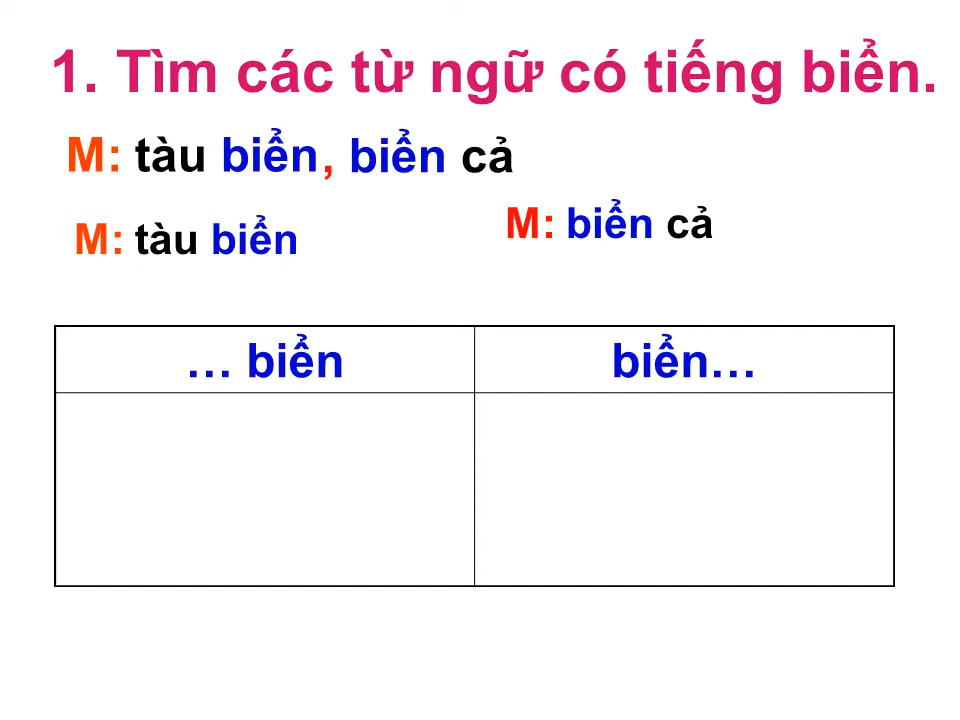 1. Tìm các từ ngữ có tiếng biển.
M: tàu biển, biển cả
M: tàu biển
M: biển cả
… biển
biển…